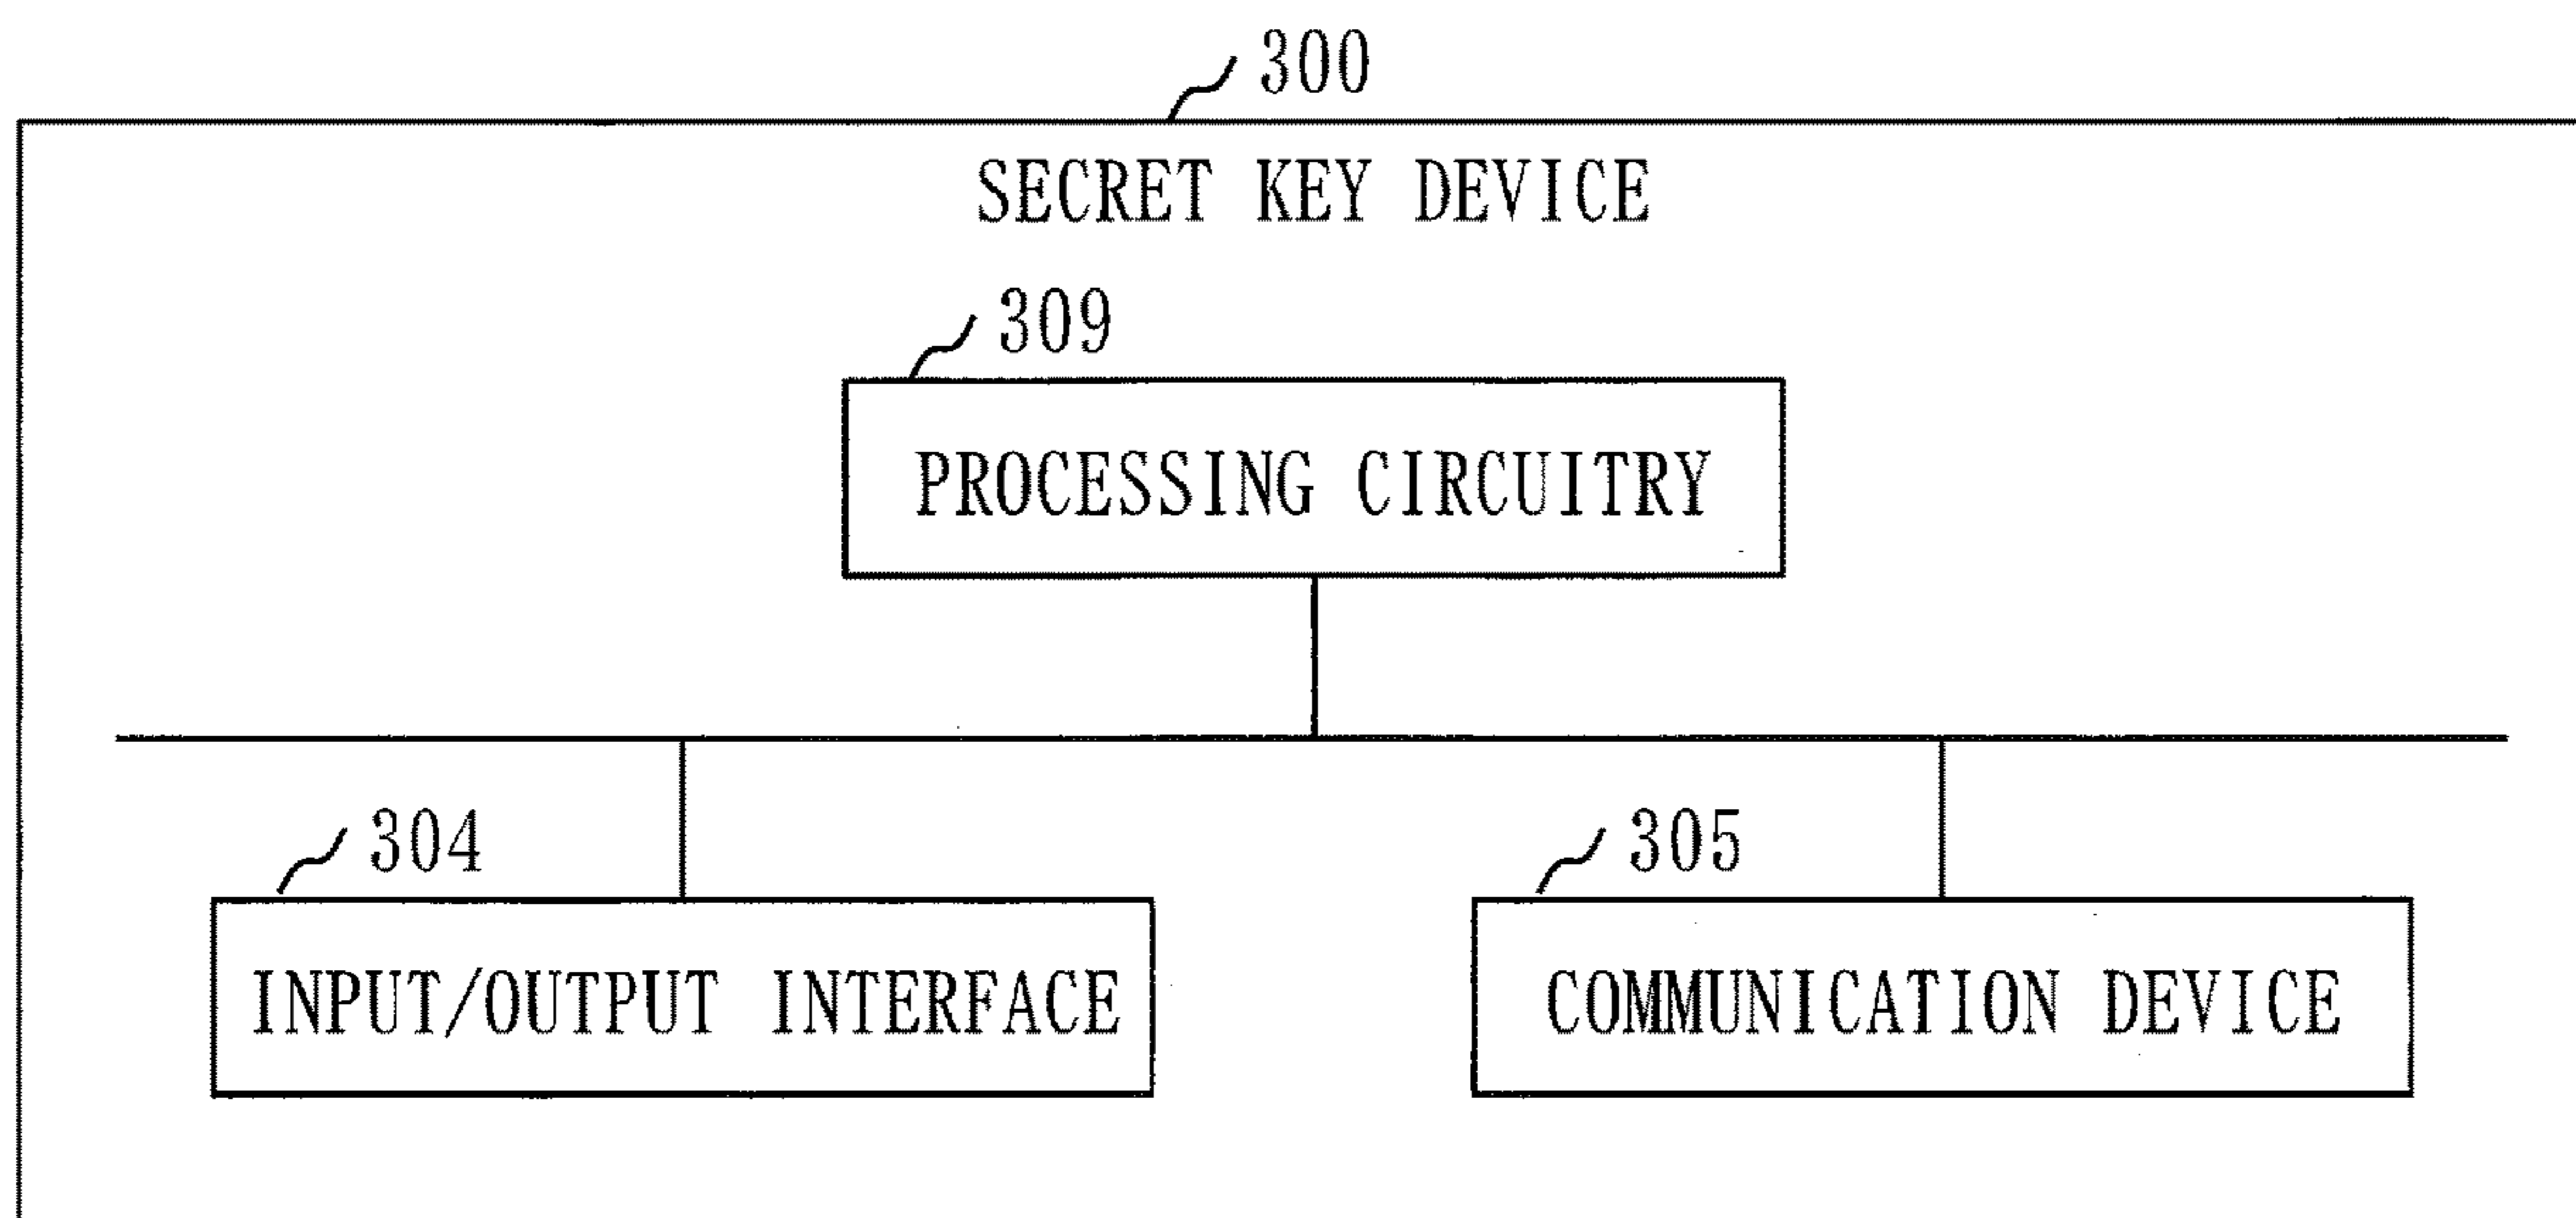 300
SECRET KEY DEVICE
309
PROCESSING CIRCUITRY
304
305
INPUT/OUTPUT INTERFACE
COMMUNICATION DEVICE